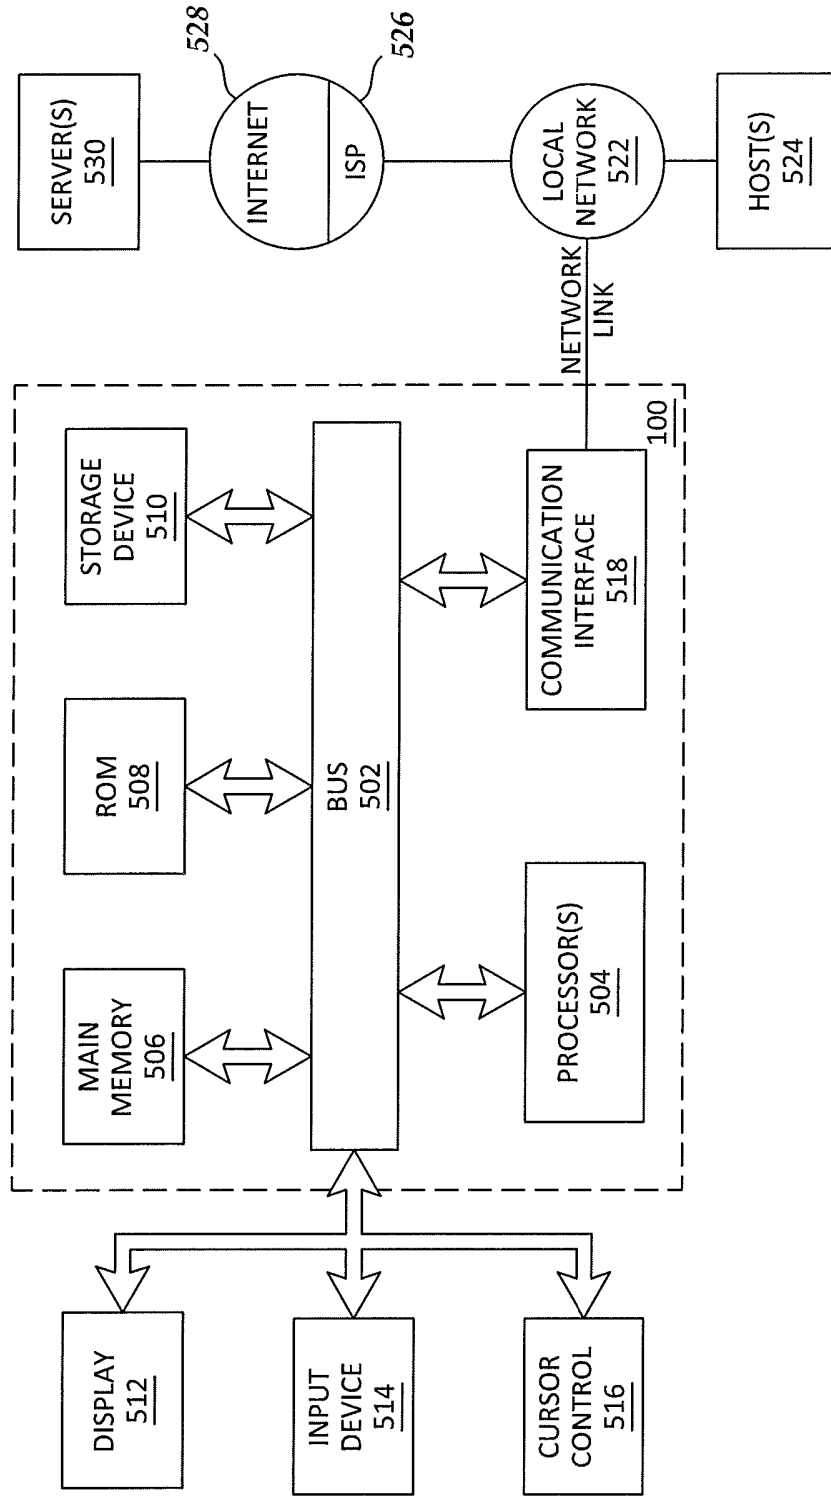 DISPLAY
512
INPUT
DEVICE
514
CURSOR
CONTROL
516
MAIN
MEMORY
506
ROM
508
STORAGE
DEVICE
510
BUS
502
PROCESSOR(S)
504
COMMUNICATION
INTERFACE
518
100
NETWORK
LINK
SERVER(S)
530
528
INTERNET
ISP
526
LOCAL
NETWORK
522
HOST(S)
524